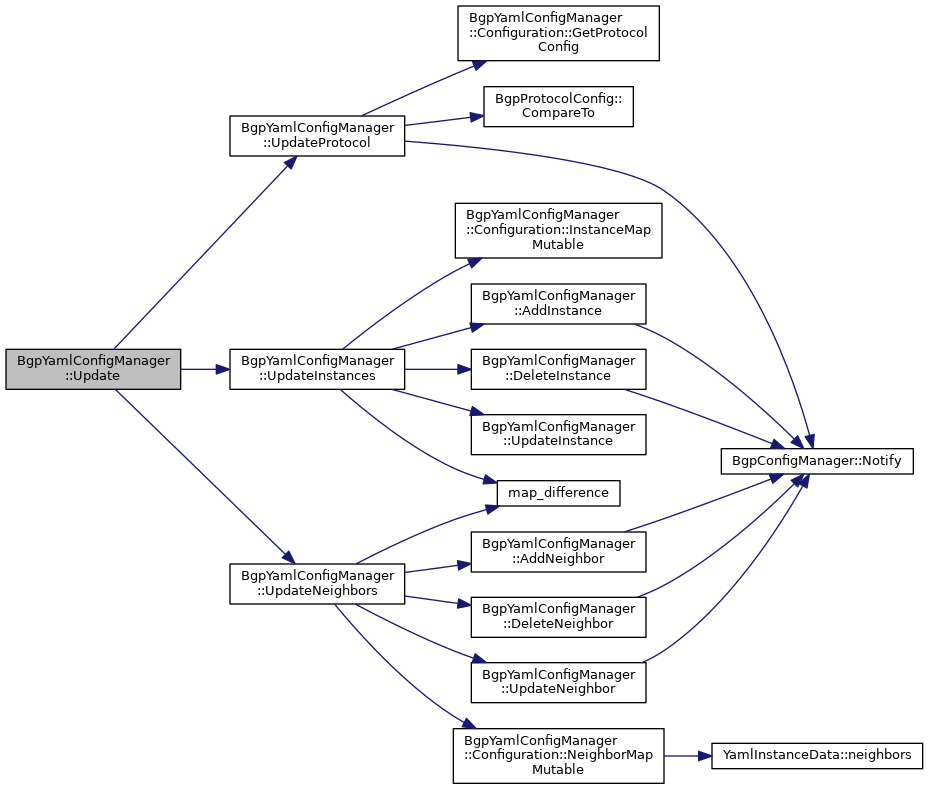 BgpYamlConfigManager
::Configuration::GetProtocol
Config
BgpProtocolConfig::
CompareTo
BgpYamlConfigManager
::UpdateProtocol
BgpYamlConfigManager
::Configuration::InstanceMap
Mutable
BgpYamlConfigManager
::AddInstance
BgpYamlConfigManager
::Update
BgpYamlConfigManager
::UpdateInstances
BgpYamlConfigManager
::DeleteInstance
BgpYamlConfigManager
::UpdateInstance
BgpConfigManager::Notify
map_difference
BgpYamlConfigManager
::AddNeighbor
BgpYamlConfigManager
::UpdateNeighbors
BgpYamlConfigManager
::DeleteNeighbor
BgpYamlConfigManager
::UpdateNeighbor
BgpYamlConfigManager
::Configuration::NeighborMap
Mutable
YamlInstanceData::neighbors